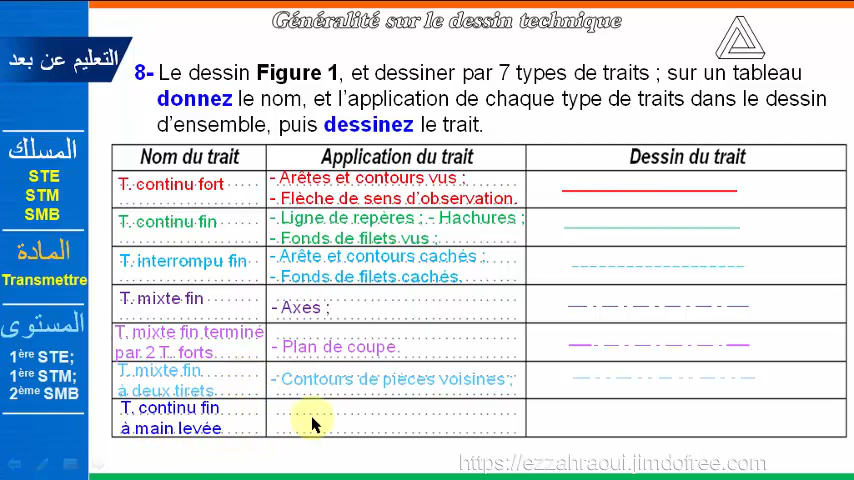 Généralité sur le dessin technique
التعليم عن بعد
8- Le dessin Figure 1, et dessiner par 7 types de traits ; sur un tableau
donnez le nom, et l'application de chaque type de traits dans le dessin
d'ensemble, puis dessinez le trait.
المسلك
STE
STM
SMB
المادة
Transmettre
المستوى
1ère STE;
1ère STM;
2ème SMB
Nom du trait Application du trait Dessin du trait
T. continu fort
- Arêtes et contours vus ;
- Flèche de sens d'observation.
T. continu fin
- Ligne de repères ; - Hachures ;
- Fonds de filets vus ;
T. interrompu fin
- Arête et contours cachés ;
- Fonds de filets cachés.
T. mixte fin
- Axes ;
T. mixte fin terminé
par 2 T. forts
- Plan de coupe.
T. mixte fin
à deux tirets
- Contours de pièces voisines ;
T. continu fin
à main levée
https://ezzahraoui.jimdofree.com